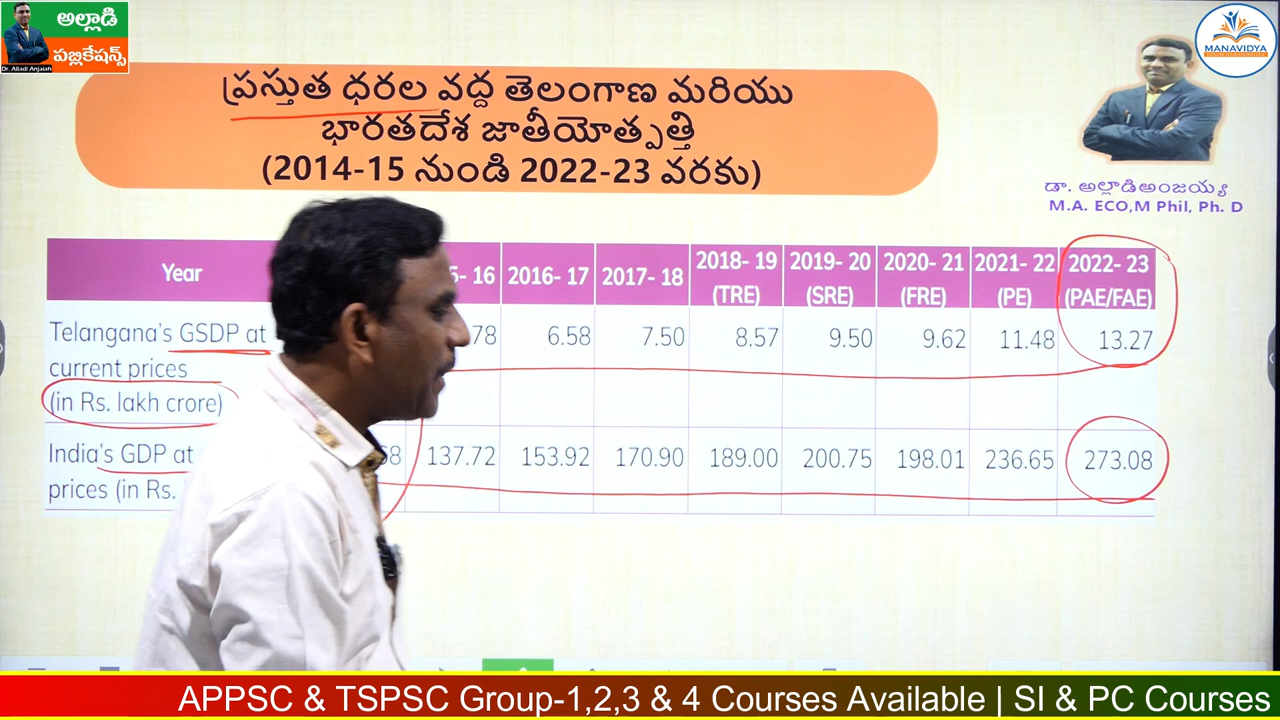 అల్లాడి
పబ్లికేషన్స్
Dr. Alladi Anjaiah
MANAVIDYA
ప్రస్తుత ధరల వద్ద తెలంగాణ మరియు
భారతదేశ జాతీయోత్పత్తి
(2014-15 నుండి 2022-23 వరకు)
డా. అల్లాడిఅంజయ్య
M.A. ECO,M Phil, Ph. D
Year 5- 16 2016- 17 2017- 18 2018- 19 (TRE) 2019- 20 (SRE) 2020- 21 (FRE) 2021- 22 (PE) 2022- 23 (PAE/FAE)
Telangana's GSDP at 78 6.58 7.50 8.57 9.50 9.62 11.48 13.27
current prices
(in Rs. lakh crore)
India's GDP at 68 137.72 153.92 170.90 189.00 200.75 198.01 236.65 273.08
prices (in Rs.
APPSC & TSPSC Group-1,2,3 & 4 Courses Available | SI & PC Courses